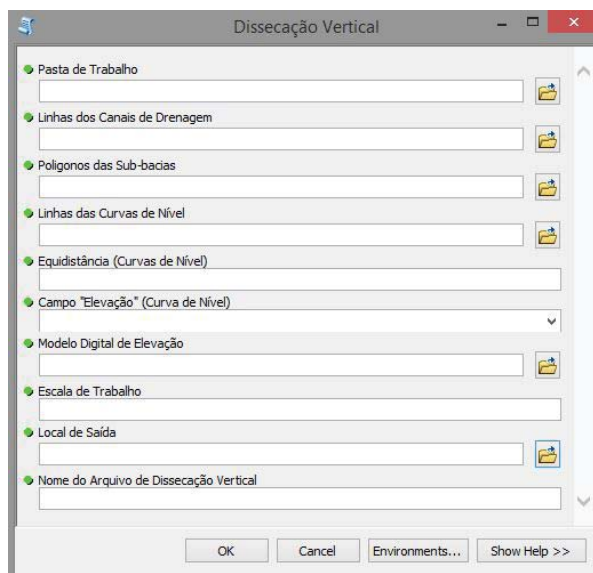 Dissecação Vertical
Pasta de Trabalho
Linhas dos Canais de Drenagem
Poligonos das Sub-bacias
Linhas das Curvas de Nível
Equidistância (Curvas de Nível)
Campo "Elevação" (Curva de Nível)
Modelo Digital de Elevação
Escala de Trabalho
Local de Saída
Nome do Arquivo de Dissecação Vertical
OK Cancel Environments... Show Help >>